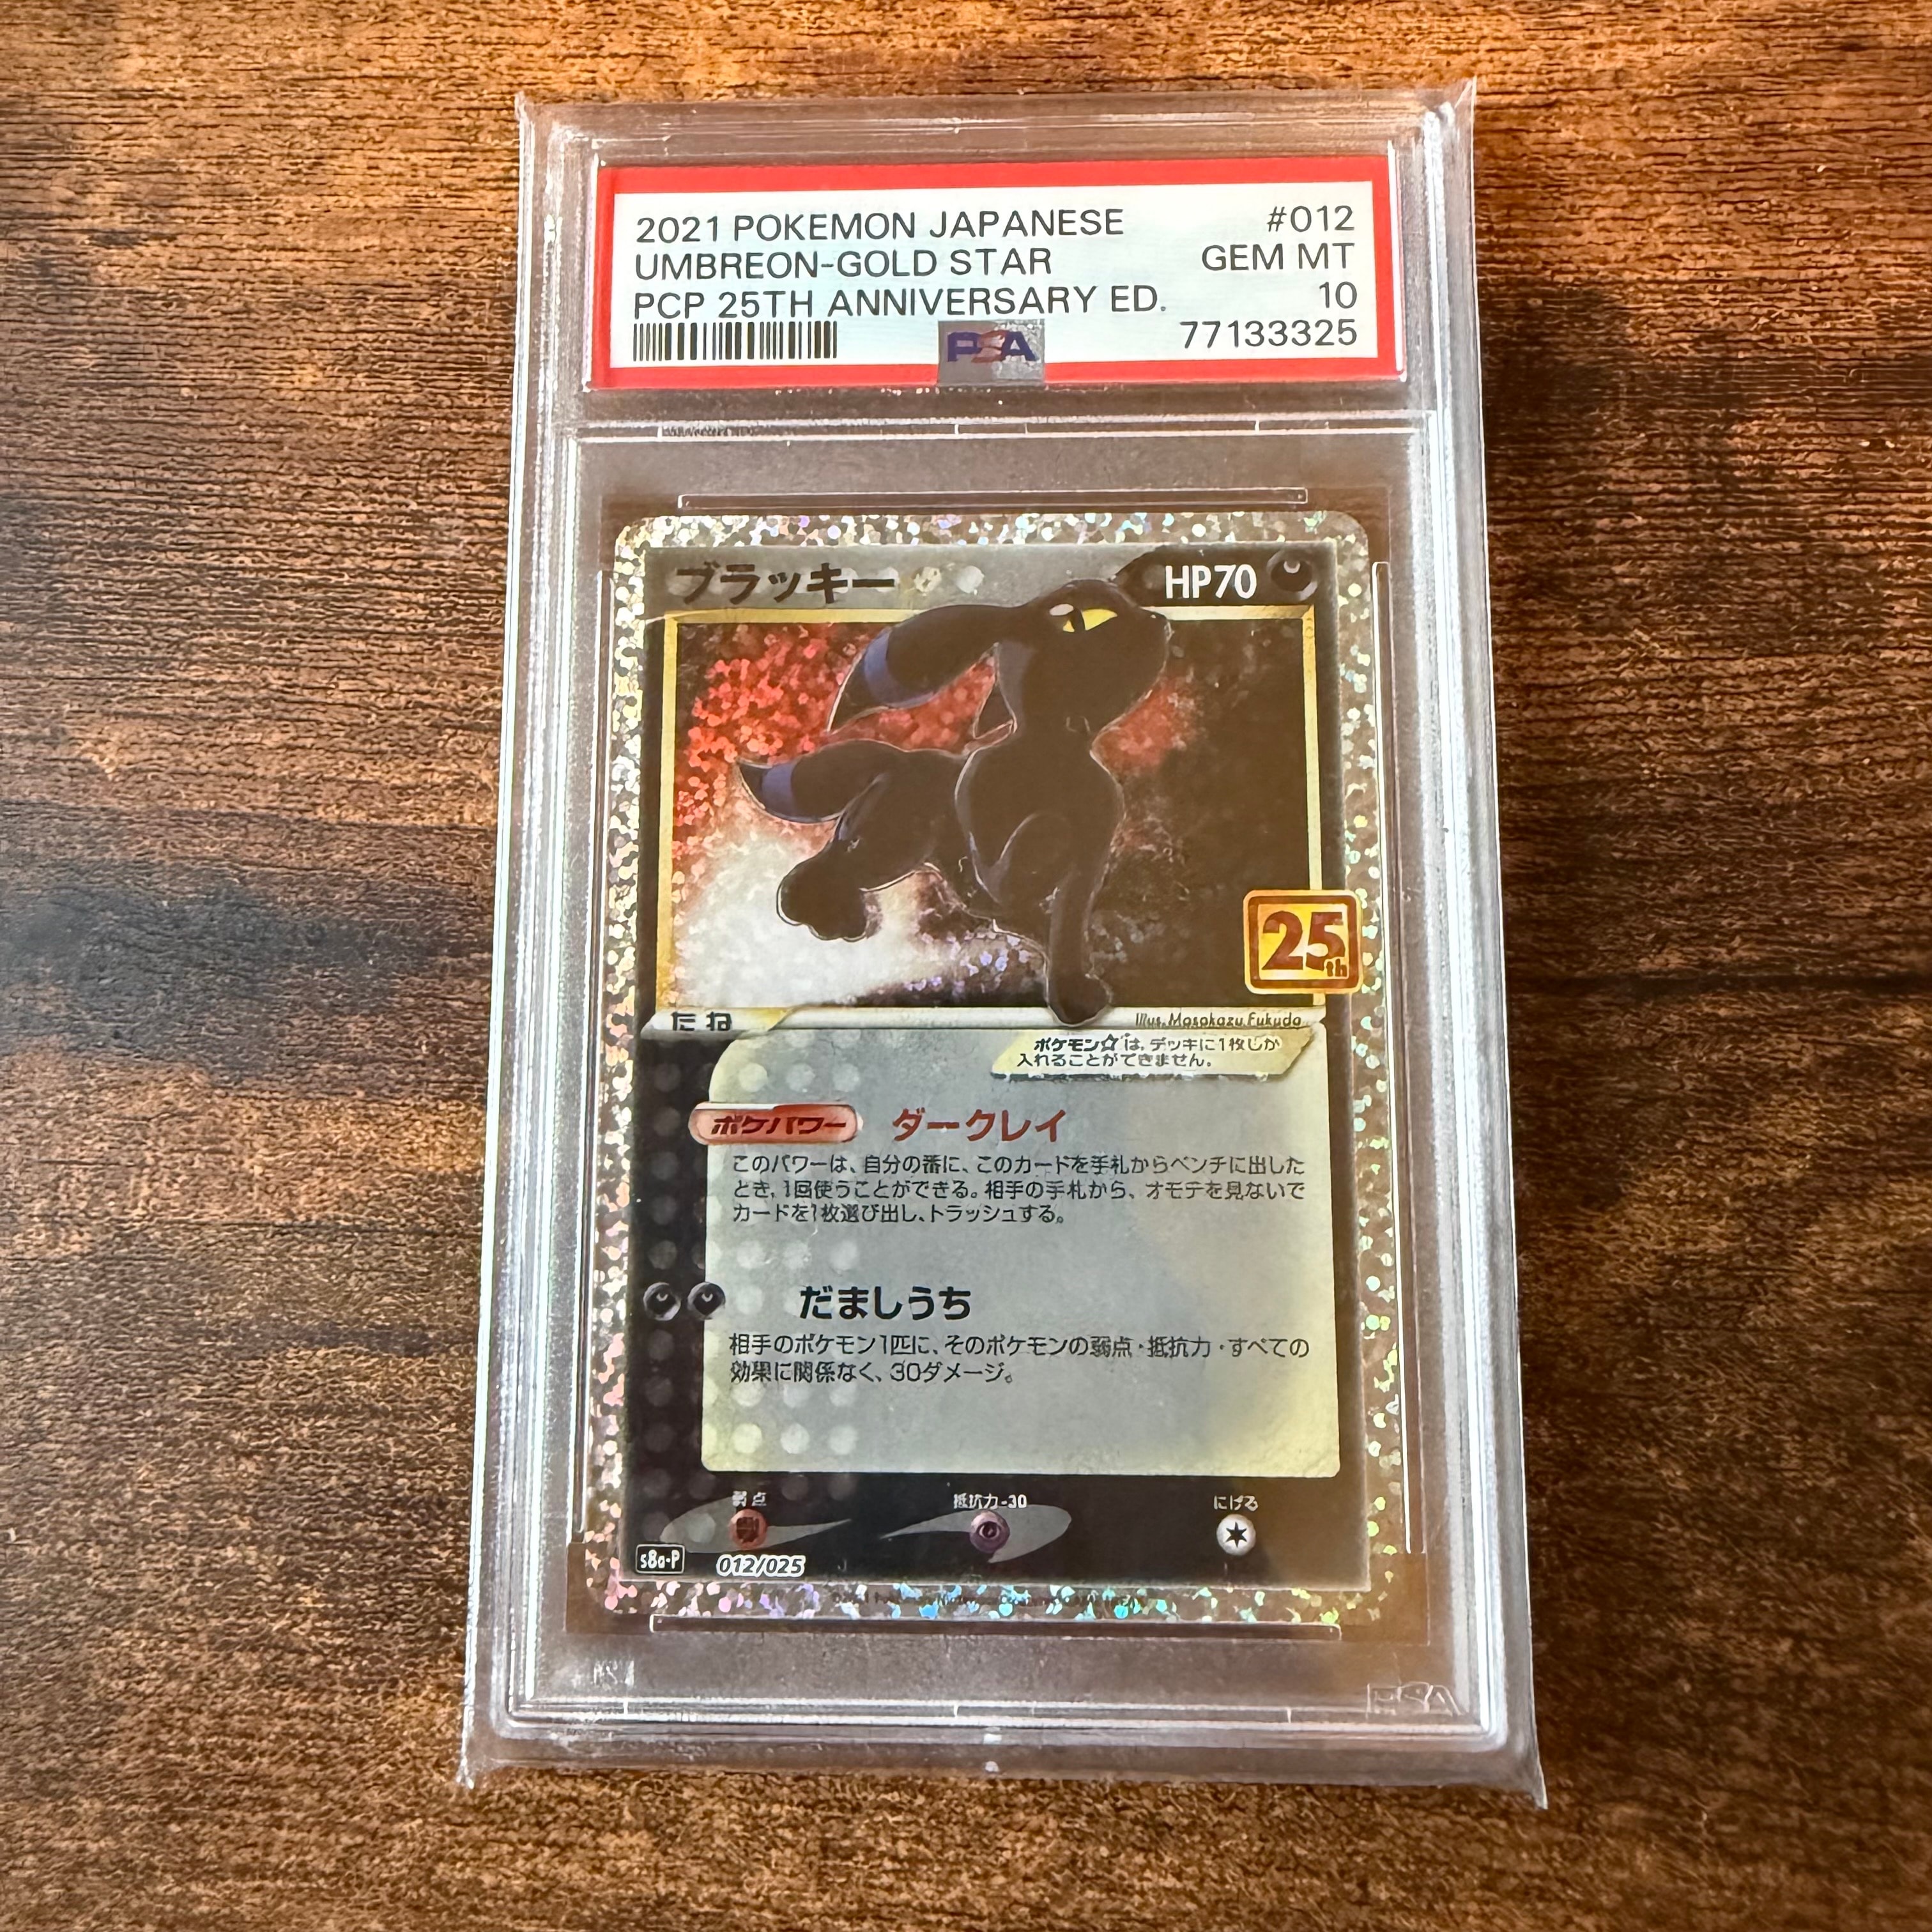 2021 POKEMON JAPANESE #012
UMBREON-GOLD STAR GEM MT
PCP 25TH ANNIVERSARY ED. 10
PSA 77133325
ブラッキー HP70
25th
たね
Illus. Masakazu Fukuda
ポケモン☆は、デッキに1枚しか
入れることができません。
ポケパワー ダークレイ
このパワーは、自分の番に、このカードを手札からベンチに出した
とき、1回使うことができる。相手の手札から、オモテを見ないで
カードを1枚選び出し、トラッシュする。
だましうち
相手のポケモン1匹に、そのポケモンの弱点・抵抗力・すべての
効果に関係なく、30ダメージ。
弱点 抵抗力-30 にげる
s8a-P 012/025
PSA